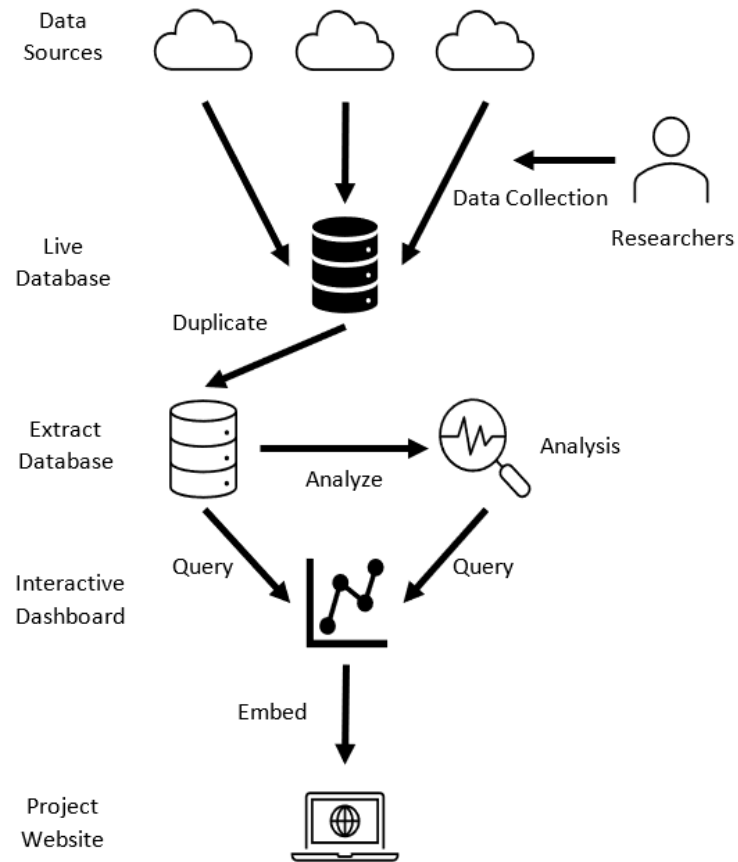 Data
Sources
Data Collection
Researchers
Live
Database
Duplicate
Extract
Database
Analyze
Analysis
Query
Query
Interactive
Dashboard
Embed
Project
Website